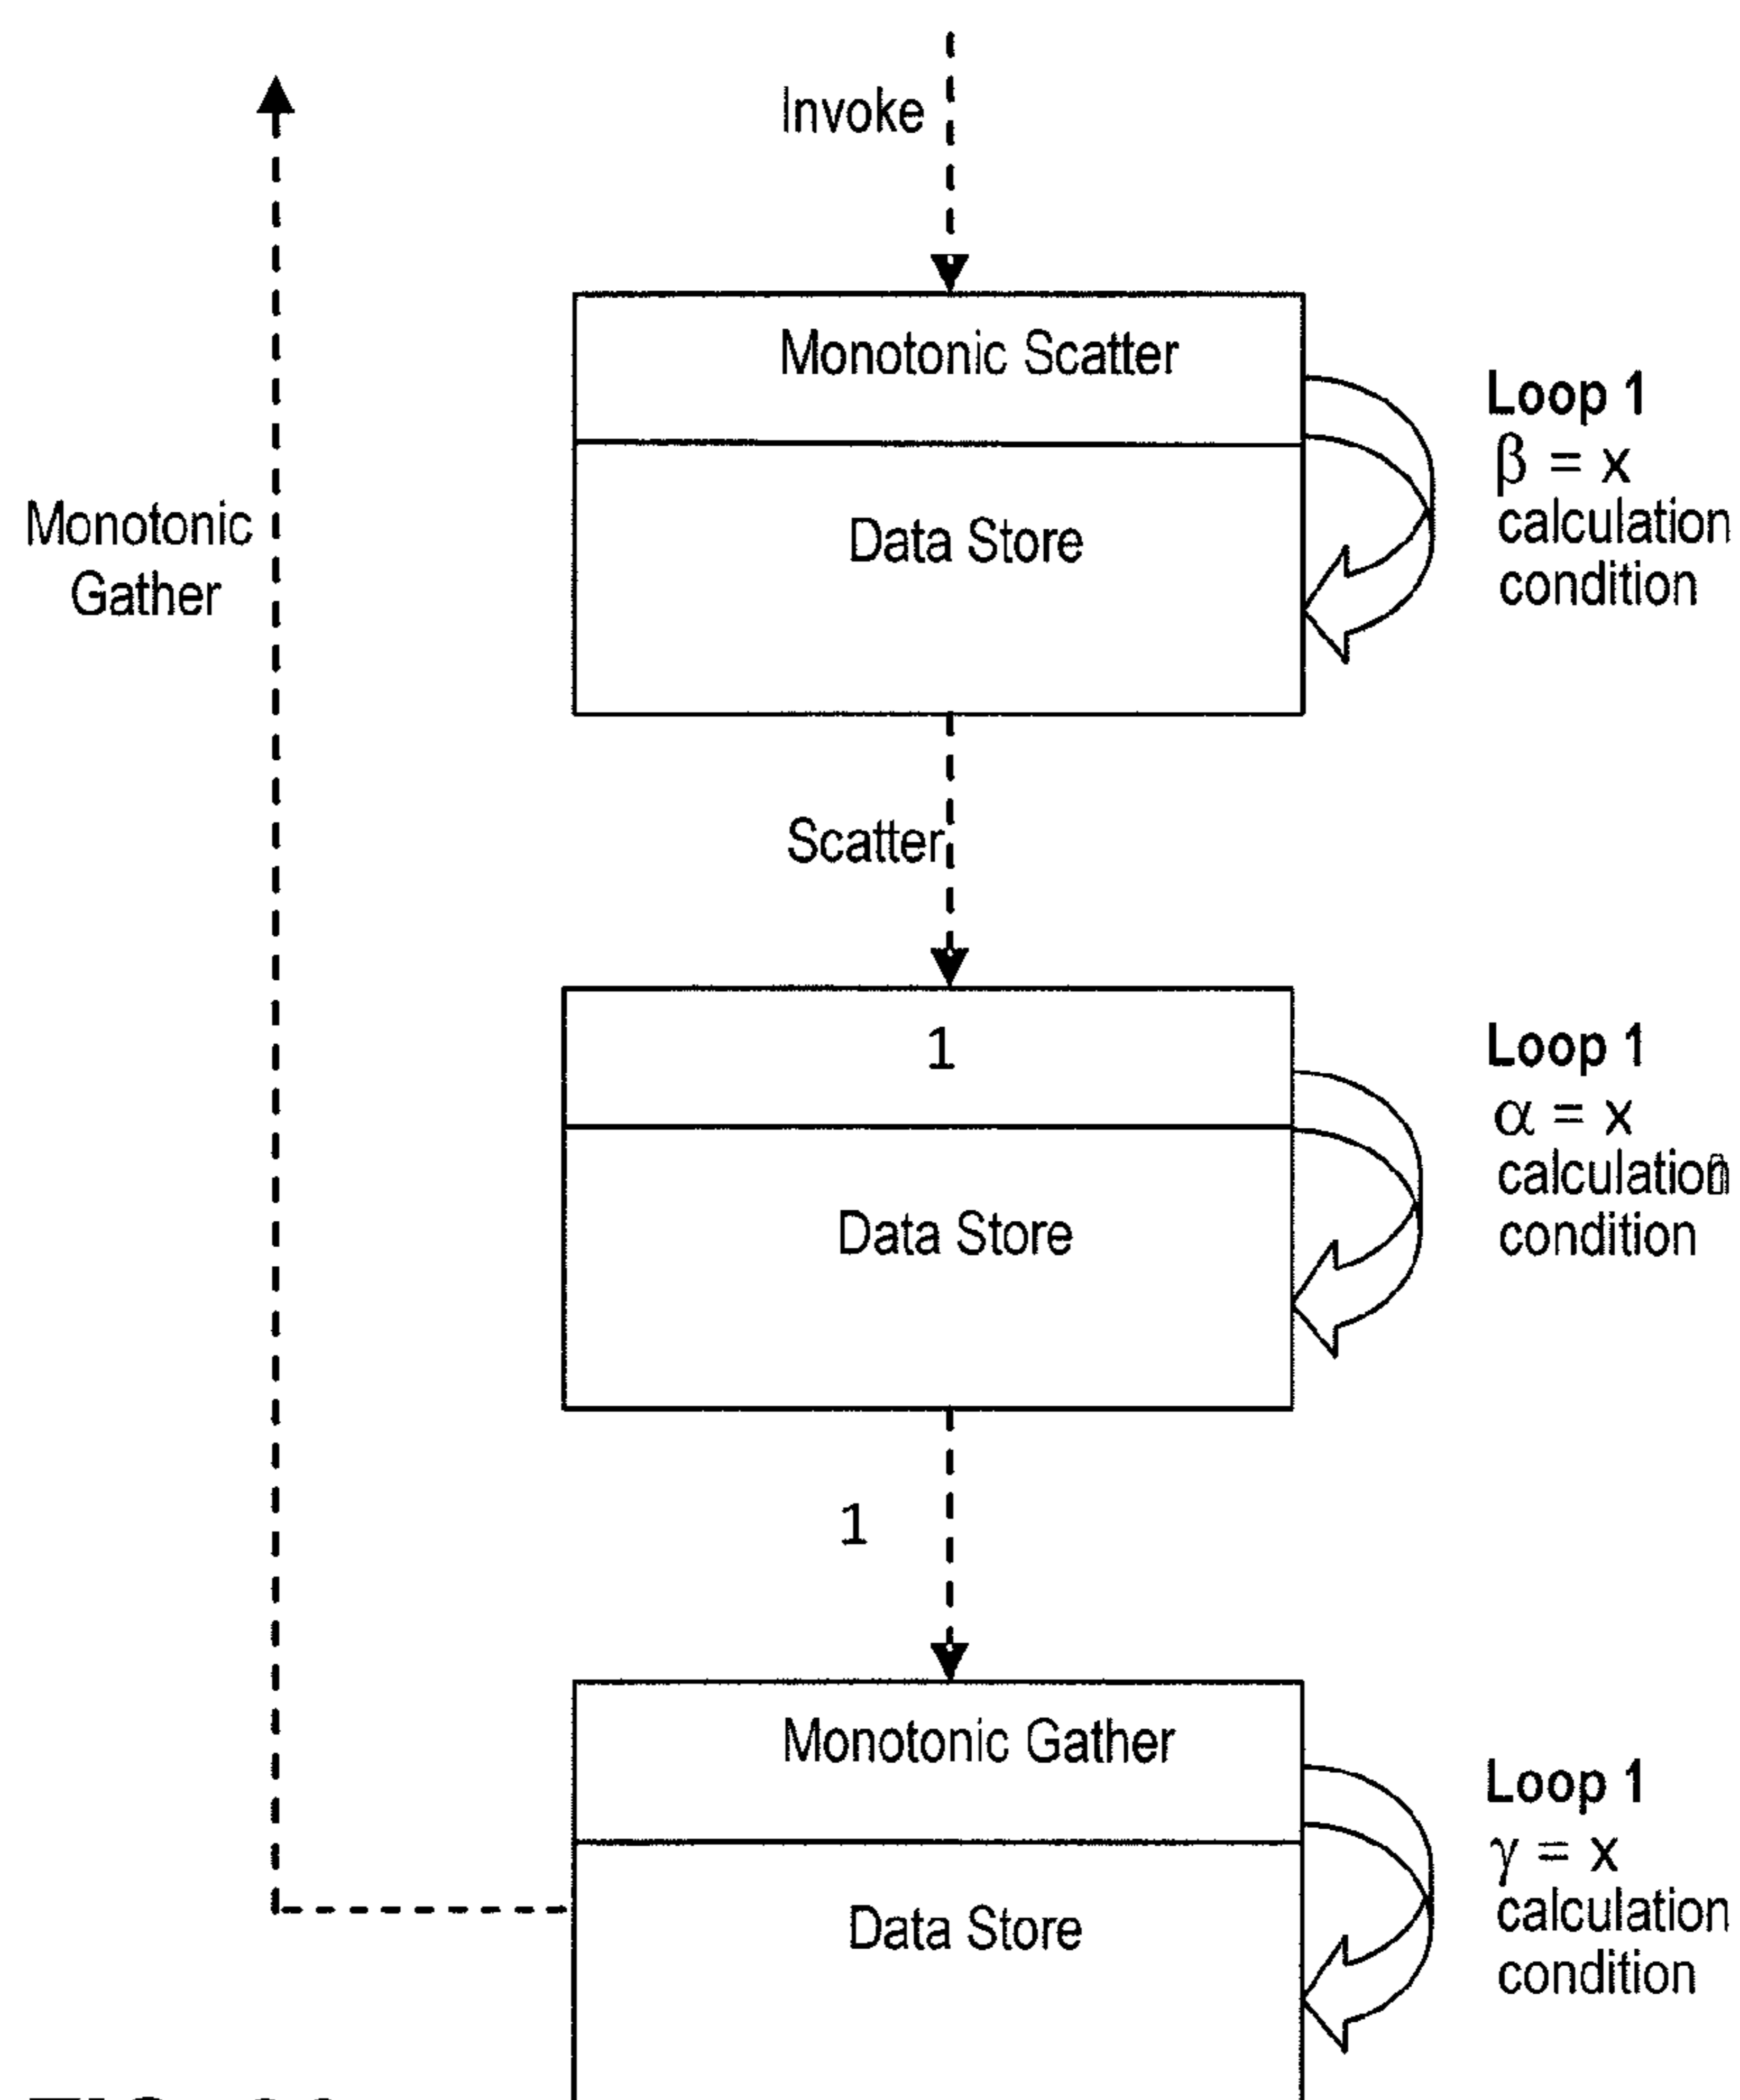 Invoke
Monotonic Scatter
Data Store
Loop 1
β = x
calculation
condition
Monotonic
Gather
Scatter
1
Data Store
Loop 1
α = x
calculation
condition
1
Monotonic Gather
Data Store
Loop 1
γ = x
calculation
condition